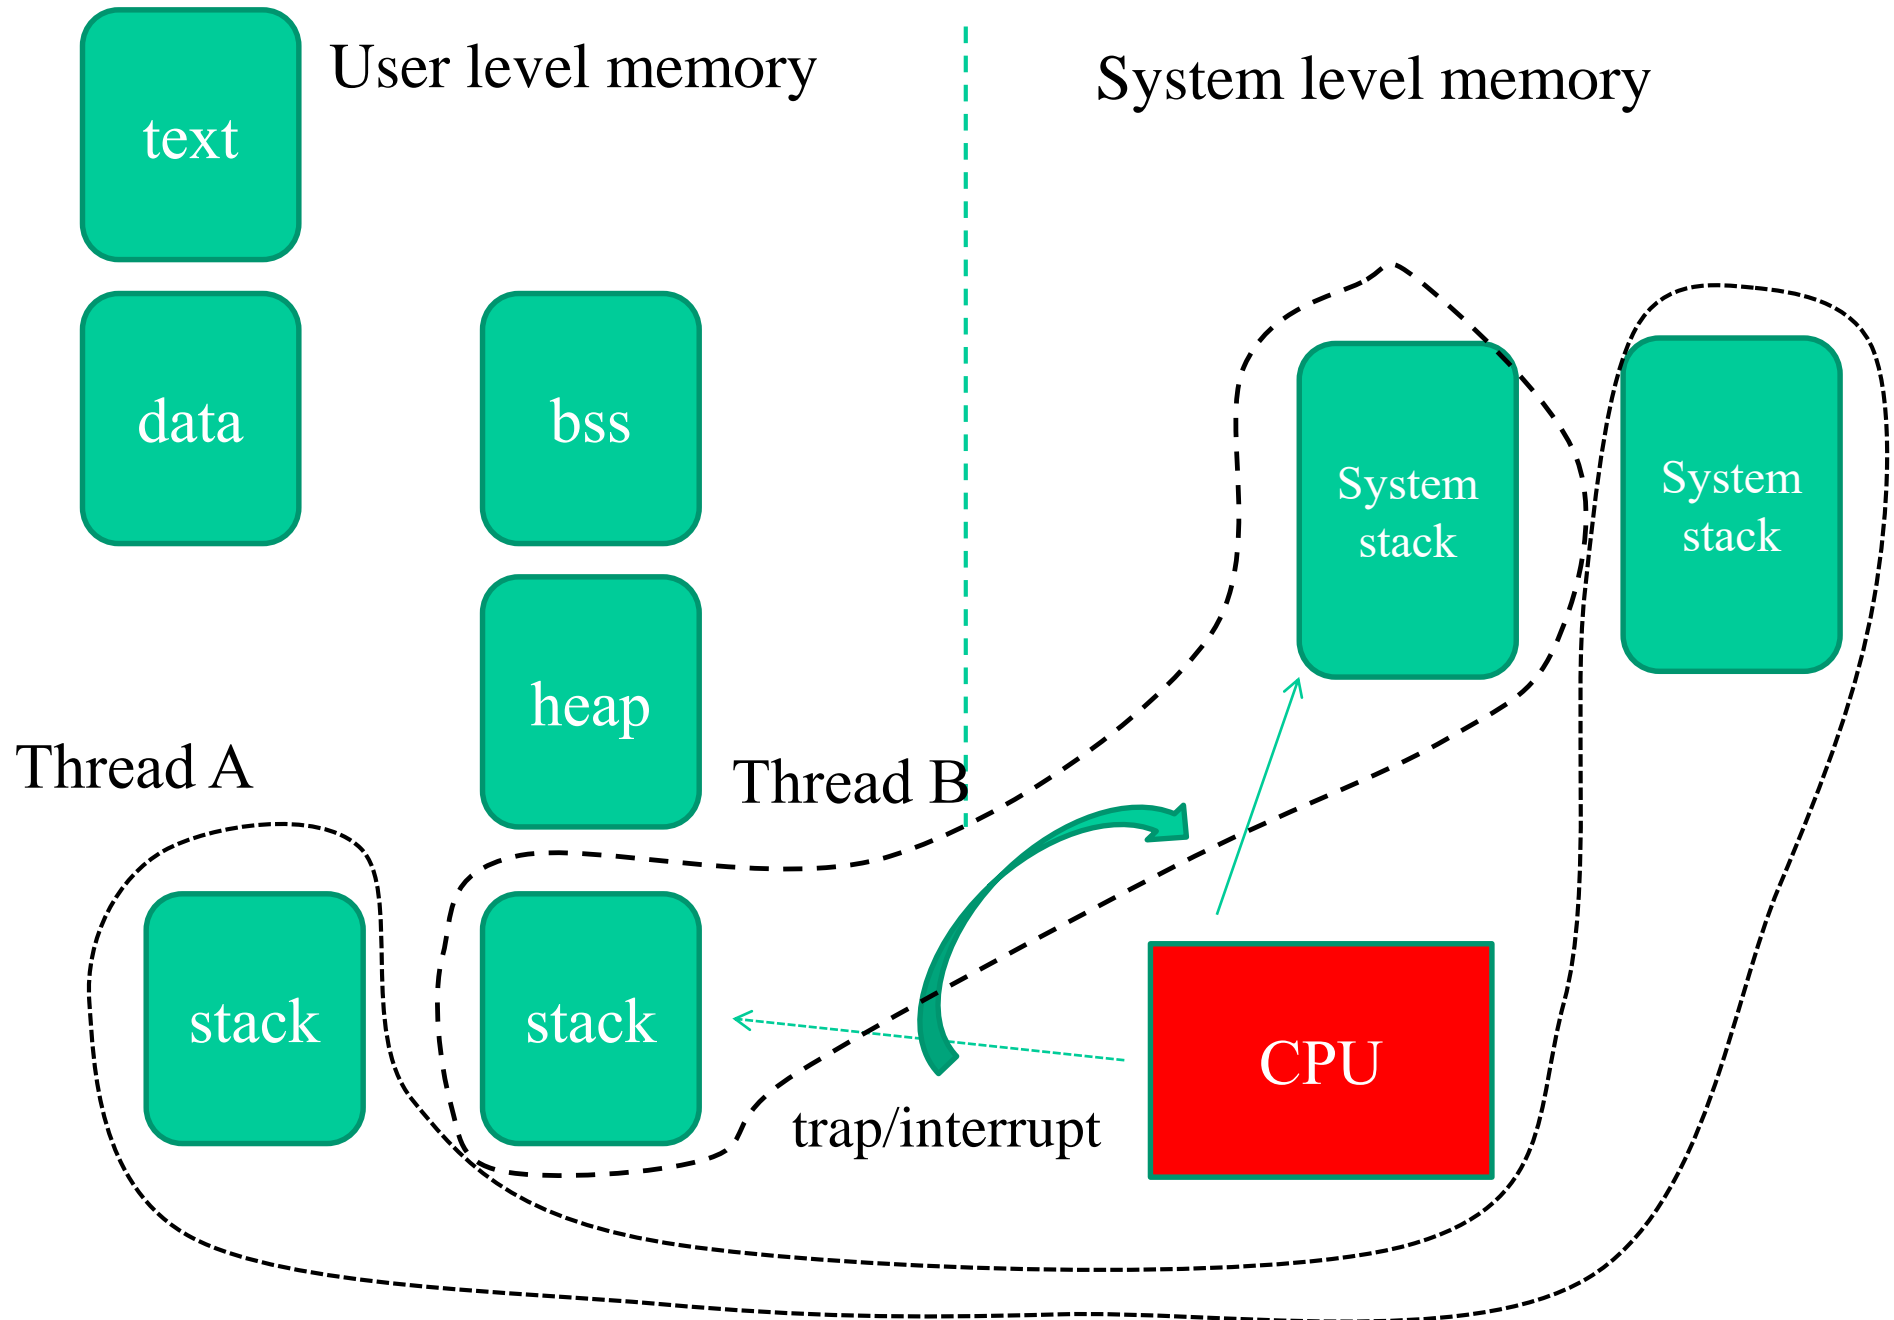 User level memory
System level memory
text
data
bss
System
stack
System
stack
heap
Thread A
Thread B
stack
stack
CPU
trap/interrupt